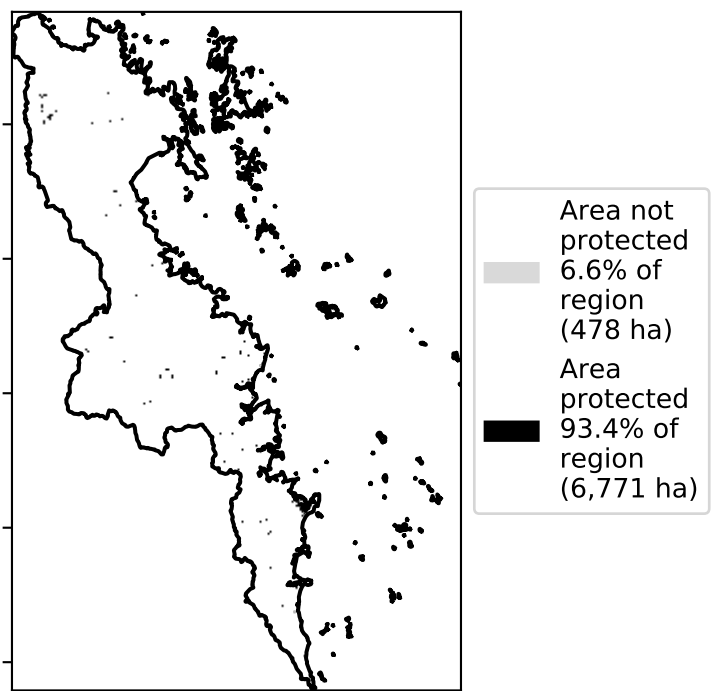 Area not
protected
6.6% of
region
(478 ha)
Area
protected
93.4% of
region
(6,771 ha)